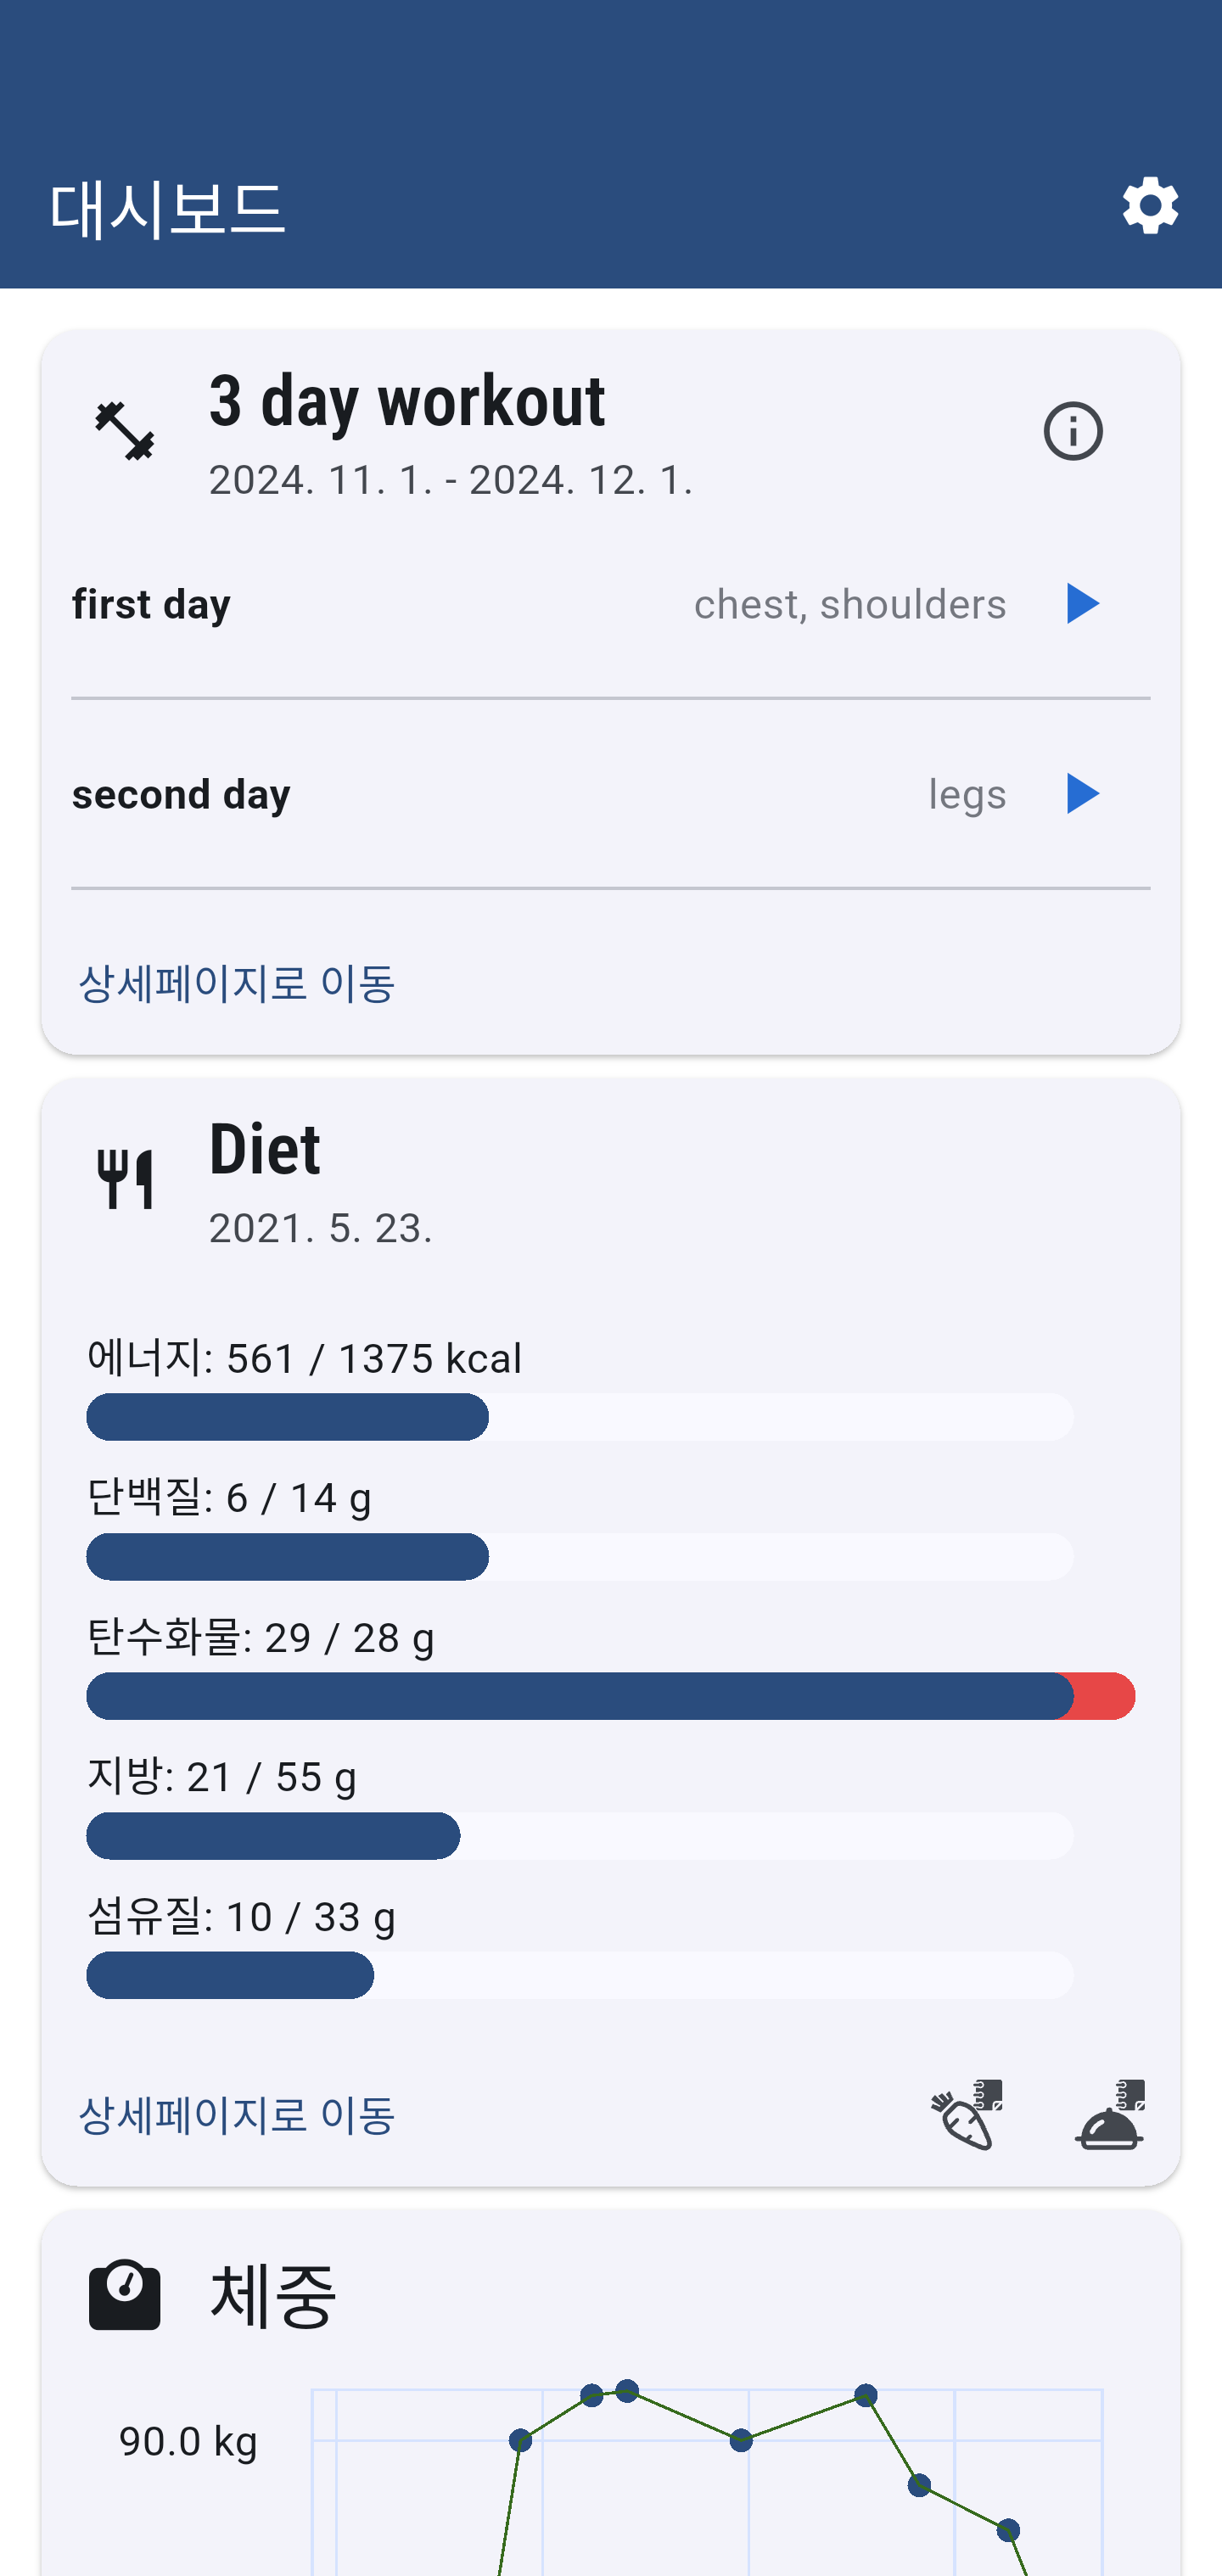 대시보드
3 day workout
2024. 11. 1. - 2024. 12. 1.
first day chest, shoulders
second day legs
상세페이지로 이동
Diet
2021. 5. 23.
에너지: 561 / 1375 kcal
단백질: 6 / 14 g
탄수화물: 29 / 28 g
지방: 21 / 55 g
섬유질: 10 / 33 g
상세페이지로 이동
체중
90.0 kg